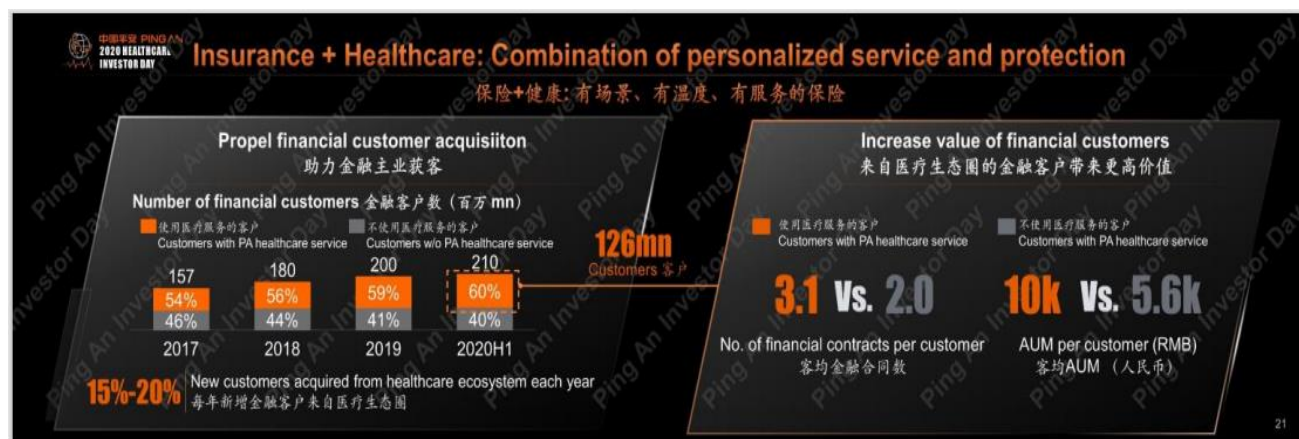 中国平安 PING AN
2020 HEALTHCARE
INVESTOR DAY
Insurance + Healthcare: Combination of personalized service and protection
保险+健康: 有场景、有温度、有服务的保险
Propel financial customer acquisiiton
助力金融主业获客
Number of financial customers 金融客户数 (百万 mn)
使用医疗服务的客户
Customers with PA healthcare service
不使用医疗服务的客户
Customers w/o PA healthcare service
157 180 200 210
54% 56% 59% 60%
46% 44% 41% 40%
2017 2018 2019 2020H1
15%-20%
New customers acquired from healthcare ecosystem each year
每年新增金融客户来自医疗生态圈
126mn
Customers 客户
Increase value of financial customers
来自医疗生态圈的金融客户带来更高价值
使用医疗服务的客户
Customers with PA healthcare service
不使用医疗服务的客户
Customers with PA healthcare service
3.1 Vs. 2.0
No. of financial contracts per customer
客均金融合同数
10k Vs. 5.6k
AUM per customer (RMB)
客均AUM (人民币)
21
Ping An Investor Day